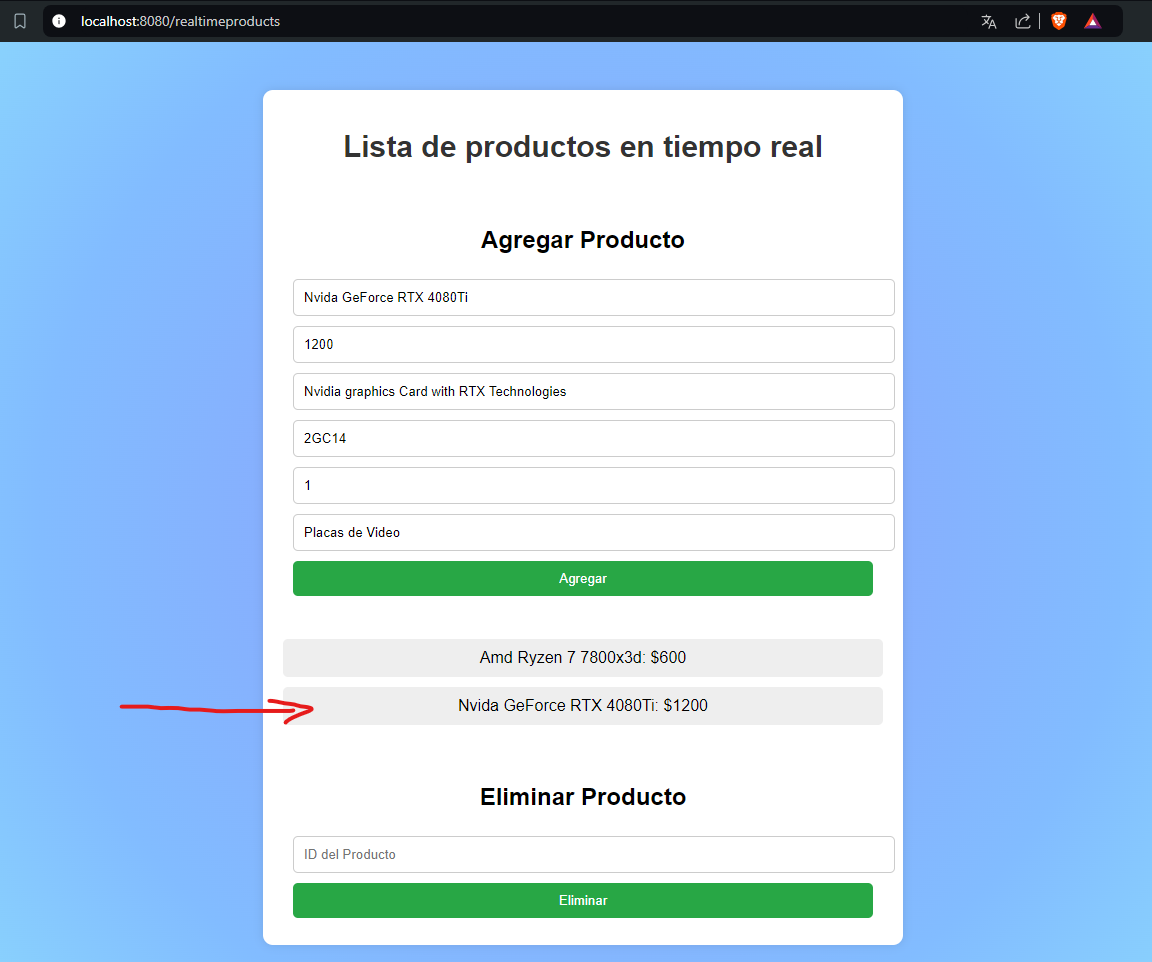 localhost:8080/realtimeproducts
Lista de productos en tiempo real
Agregar Producto
Nvida GeForce RTX 4080Ti
1200
Nvidia graphics Card with RTX Technologies
2GC14
1
Placas de Video
Agregar
Amd Ryzen 7 7800x3d: $600
Nvida GeForce RTX 4080Ti: $1200
Eliminar Producto
ID del Producto
Eliminar